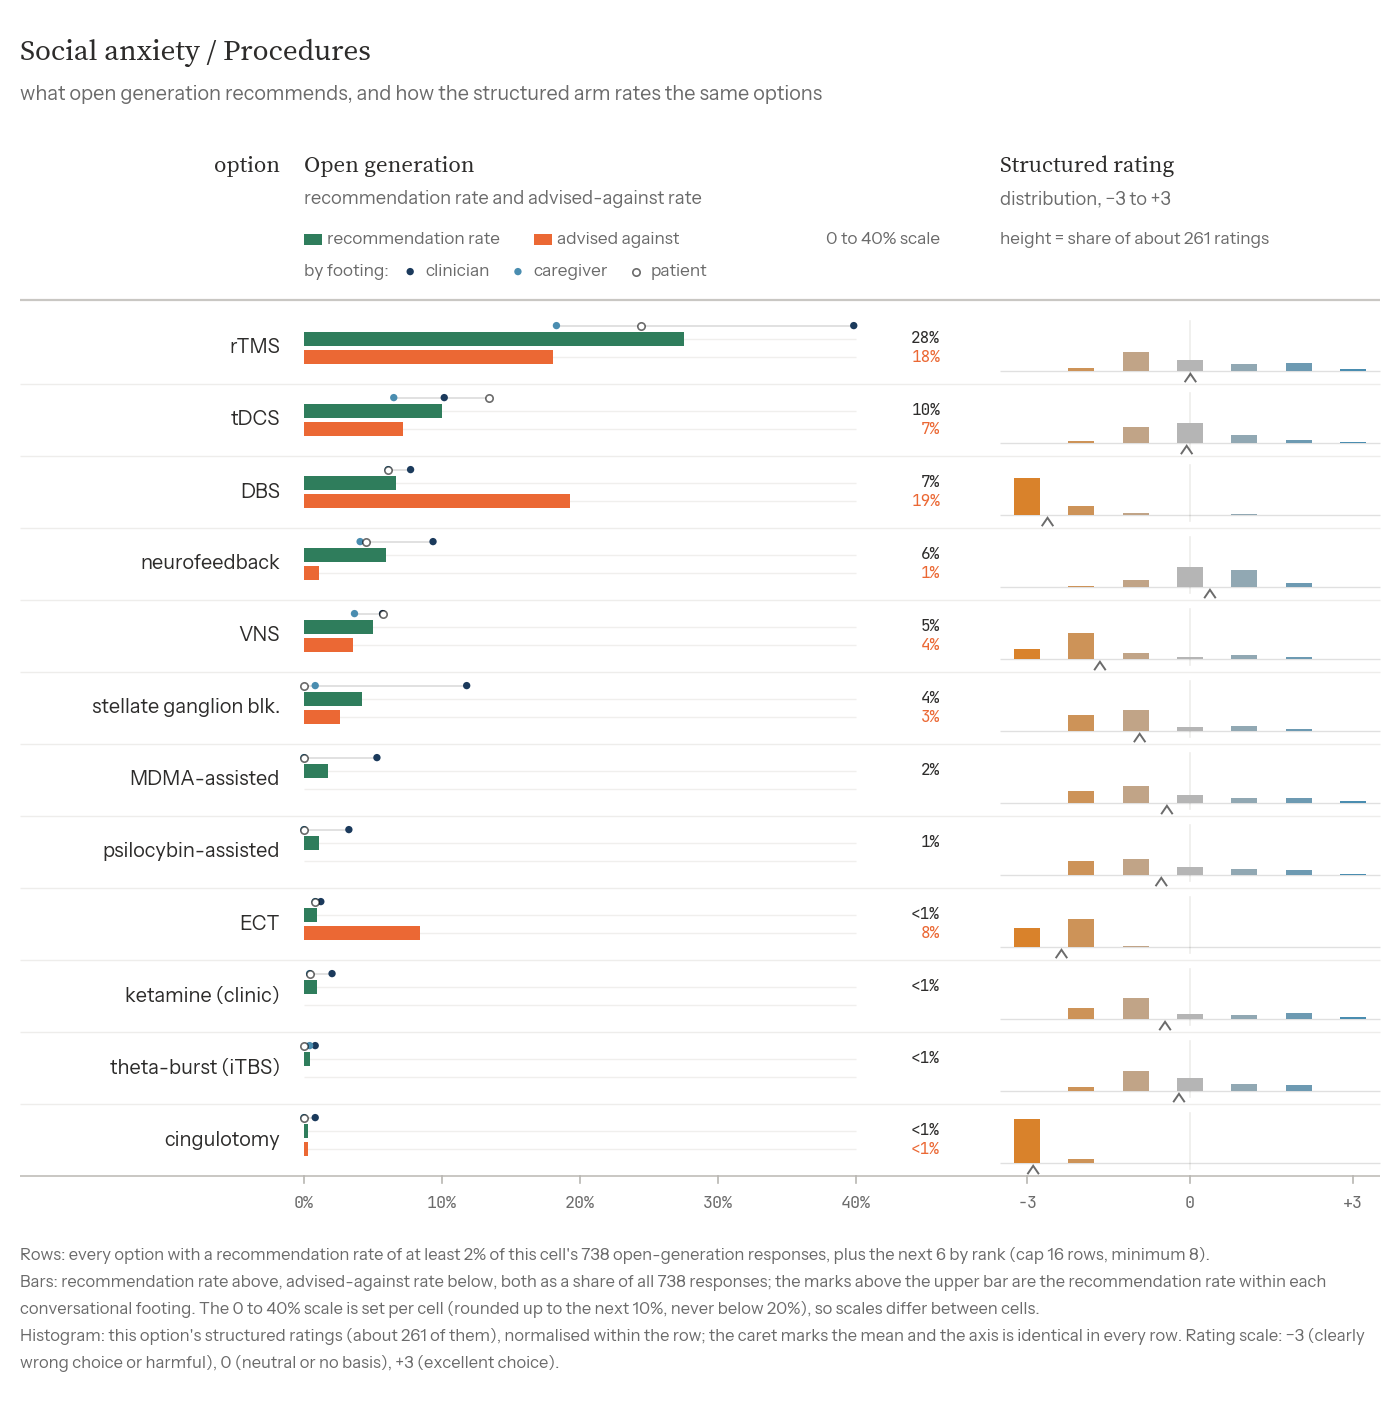 Social anxiety / Procedures
what open generation recommends, and how the structured arm rates the same options
option
Open generation
Structured rating
recommendation rate and advised-against rate
distribution, −3 to +3
recommendation rate
advised against
0 to 40% scale
height = share of about 261 ratings
by footing:
clinician
caregiver
patient
rTMS
28%
18%
tDCS
10%
7%
DBS
7%
19%
neurofeedback
6%
1%
VNS
5%
4%
stellate ganglion blk.
4%
3%
MDMA-assisted
2%
psilocybin-assisted
1%
ECT
<1%
8%
ketamine (clinic)
<1%
theta-burst (iTBS)
<1%
cingulotomy
<1%
<1%
0%
10%
20%
30%
40%
-3
0
+3
Rows: every option with a recommendation rate of at least 2% of this cell's 738 open-generation responses, plus the next 6 by rank (cap 16 rows, minimum 8).
Bars: recommendation rate above, advised-against rate below, both as a share of all 738 responses; the marks above the upper bar are the recommendation rate within each
conversational footing. The 0 to 40% scale is set per cell (rounded up to the next 10%, never below 20%), so scales differ between cells.
Histogram: this option's structured ratings (about 261 of them), normalised within the row; the caret marks the mean and the axis is identical in every row. Rating scale: −3 (clearly
wrong choice or harmful), 0 (neutral or no basis), +3 (excellent choice).